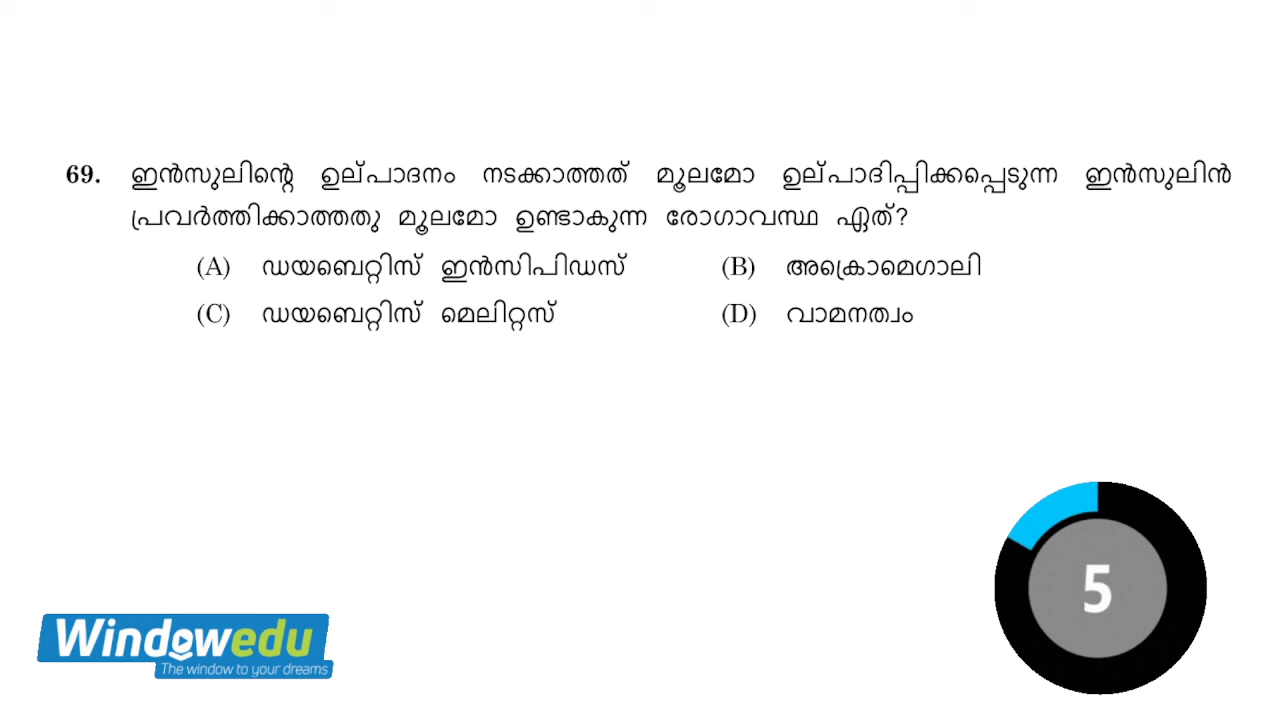 69. ഇൻസുലിന്റെ ഉല്പാദനം നടക്കാത്തത് മൂലമോ ഉല്പാദിപ്പിക്കപ്പെടുന്ന ഇൻസുലിൻ
പ്രവർത്തിക്കാത്തതു മൂലമോ ഉണ്ടാകുന്ന രോഗാവസ്ഥ ഏത്?
(A) ഡയബെറ്റിസ് ഇൻസിപിഡസ് (B) അക്രൊമെഗാലി
(C) ഡയബെറ്റിസ് മെലിറ്റസ് (D) വാമനത്വം
5
Windowedu
The window to your dreams